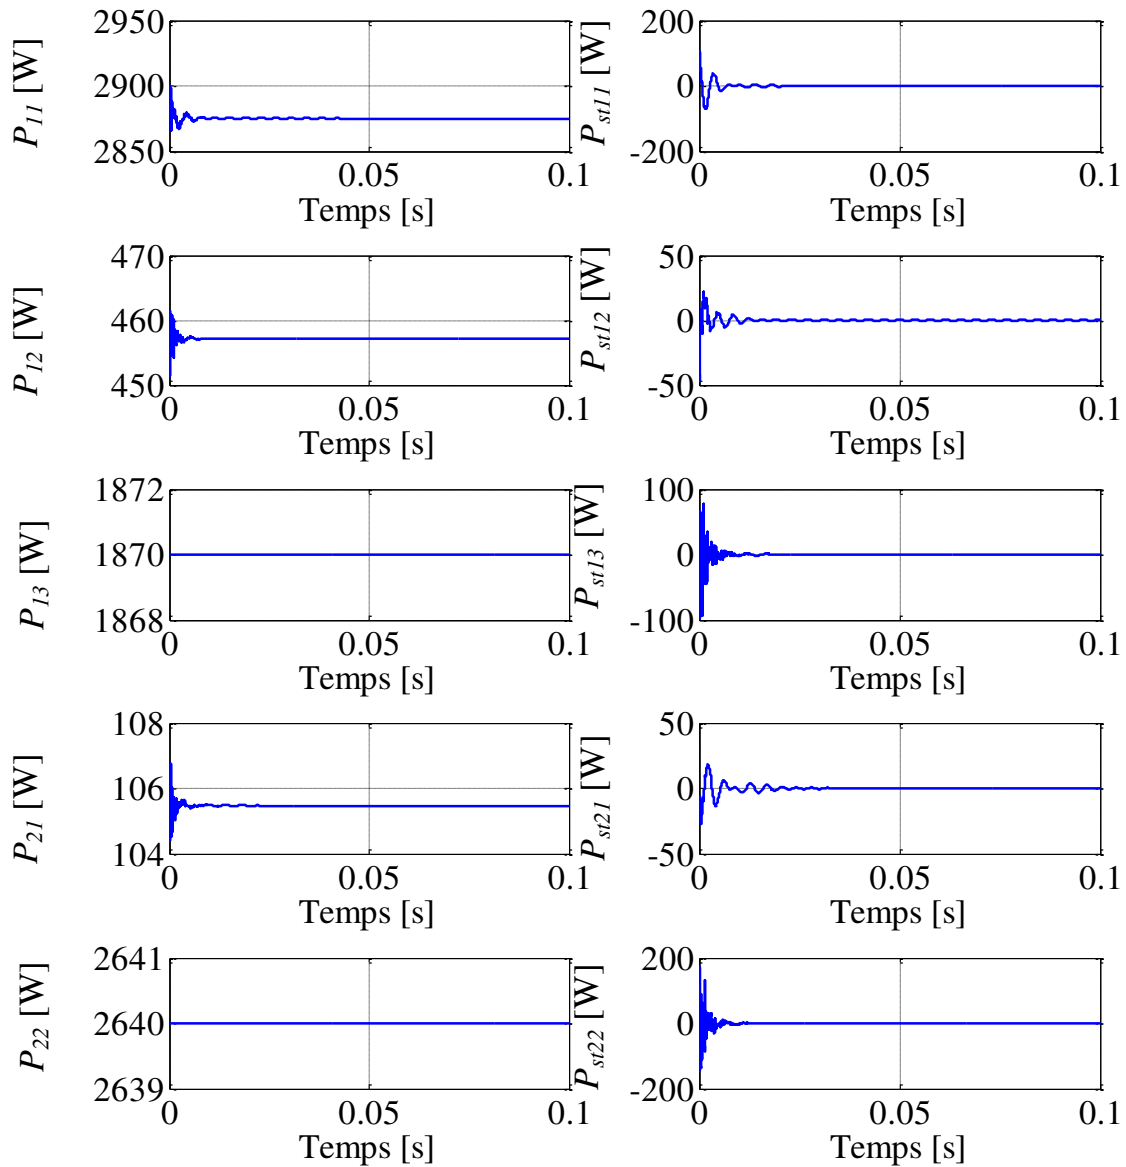 2950
2900
2850
P11 [W]
0 0.05 0.1
Temps [s]
200
0
-200
Pst11 [W]
0 0.05 0.1
Temps [s]
470
460
450
P12 [W]
0 0.05 0.1
Temps [s]
50
0
-50
Pst12 [W]
0 0.05 0.1
Temps [s]
1872
1870
1868
P13 [W]
0 0.05 0.1
Temps [s]
100
0
-100
Pst13 [W]
0 0.05 0.1
Temps [s]
108
106
104
P21 [W]
0 0.05 0.1
Temps [s]
50
0
-50
Pst21 [W]
0 0.05 0.1
Temps [s]
2641
2640
2639
P22 [W]
0 0.05 0.1
Temps [s]
200
0
-200
Pst22 [W]
0 0.05 0.1
Temps [s]